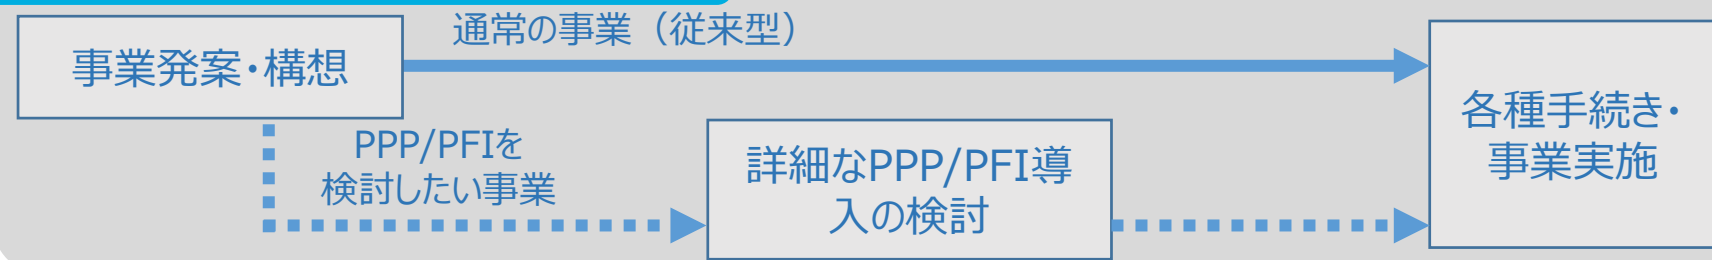 通常の事業（従来型）
事業発案・構想
各種手続き・
事業実施
PPP/PFIを
検討したい事業
詳細なPPP/PFI導
入の検討